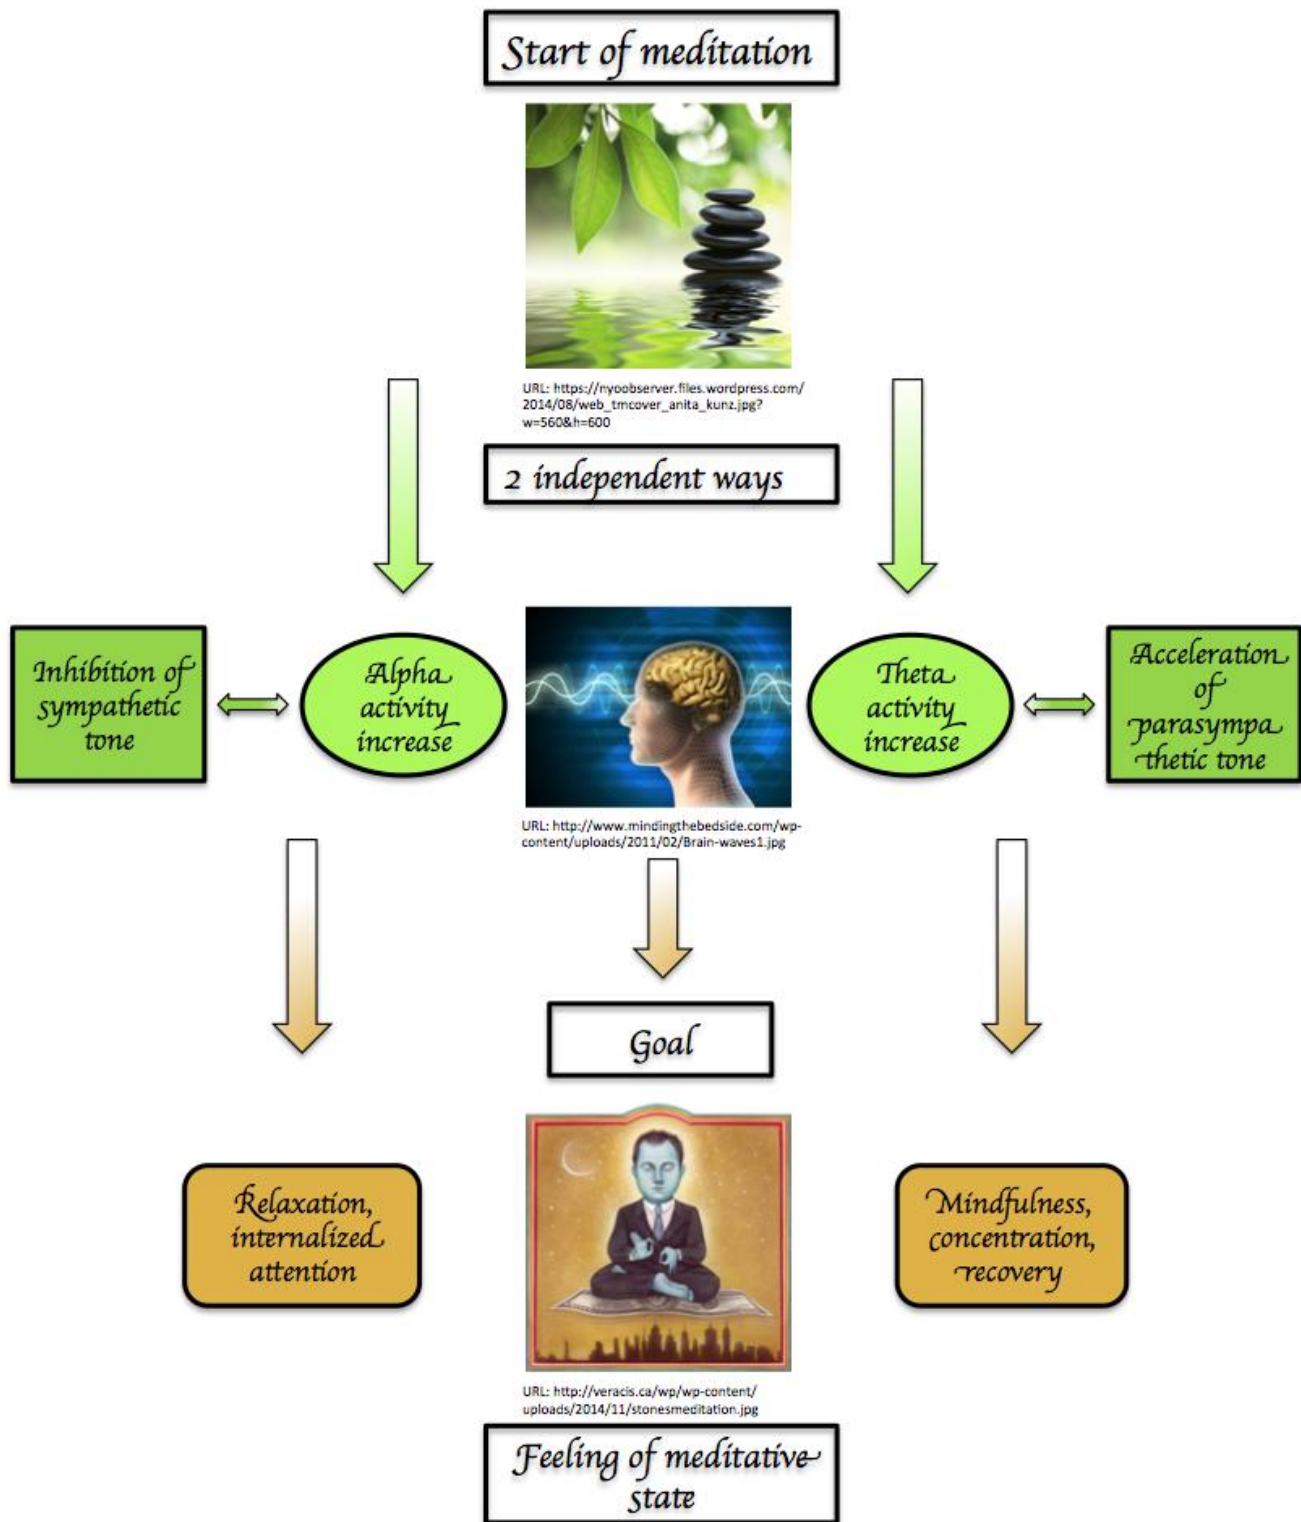 Start of meditation
URL: https://nyoobserver.files.wordpress.com/
2014/08/web_tmcover_anita_kunz.jpg?
w=560&h=600
2 independent ways
Inhibition of
sympathetic
tone
Alpha
activity
increase
Theta
activity
increase
Acceleration
of
parasympa
thetic tone
URL: http://www.mindingthebedside.com/wp-
content/uploads/2011/02/Brain-waves1.jpg
Goal
Relaxation,
internalized
attention
Mindfulness,
concentration,
recovery
URL: http://veracis.ca/wp/wp-content/
uploads/2014/11/stonesmeditation.jpg
Feeling of meditative
state